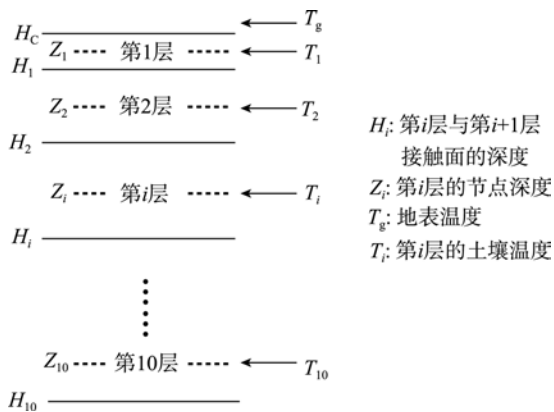 H_C
T_g
Z_1 第1层 T_1
H_1
Z_2 第2层 T_2
H_2
Z_i 第i层 T_i
H_i
Z_10 第10层 T_10
H_10
H_i: 第i层与第i+1层
接触面的深度
Z_i: 第i层的节点深度
T_g: 地表温度
T_i: 第i层的土壤温度